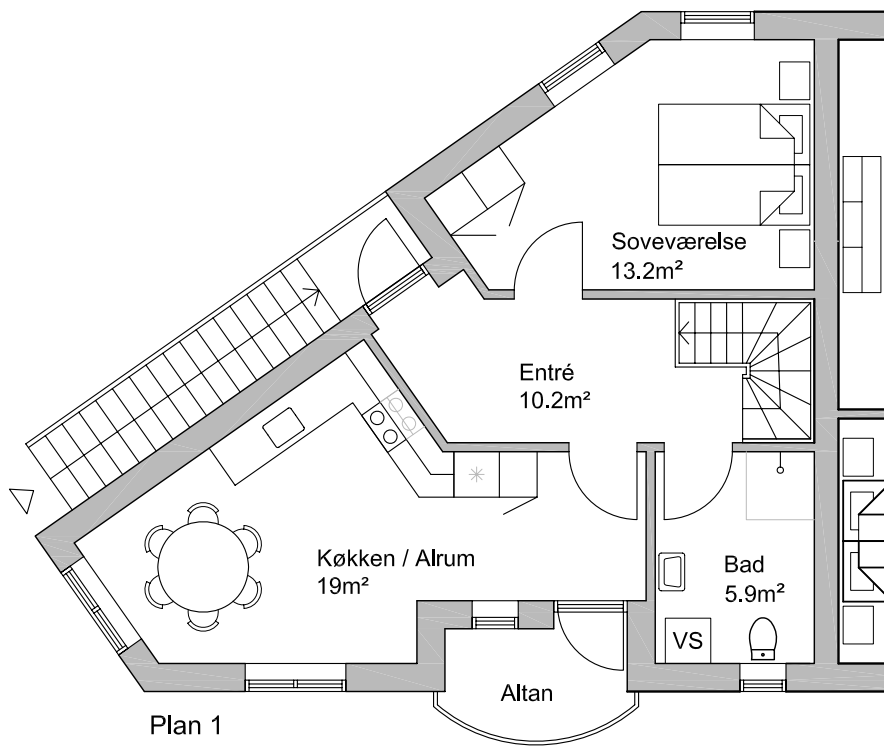 Soveværelse
13.2m²
Entré
10.2m²
Køkken / Alrum
19m²
Bad
5.9m²
VS
Altan
Plan 1